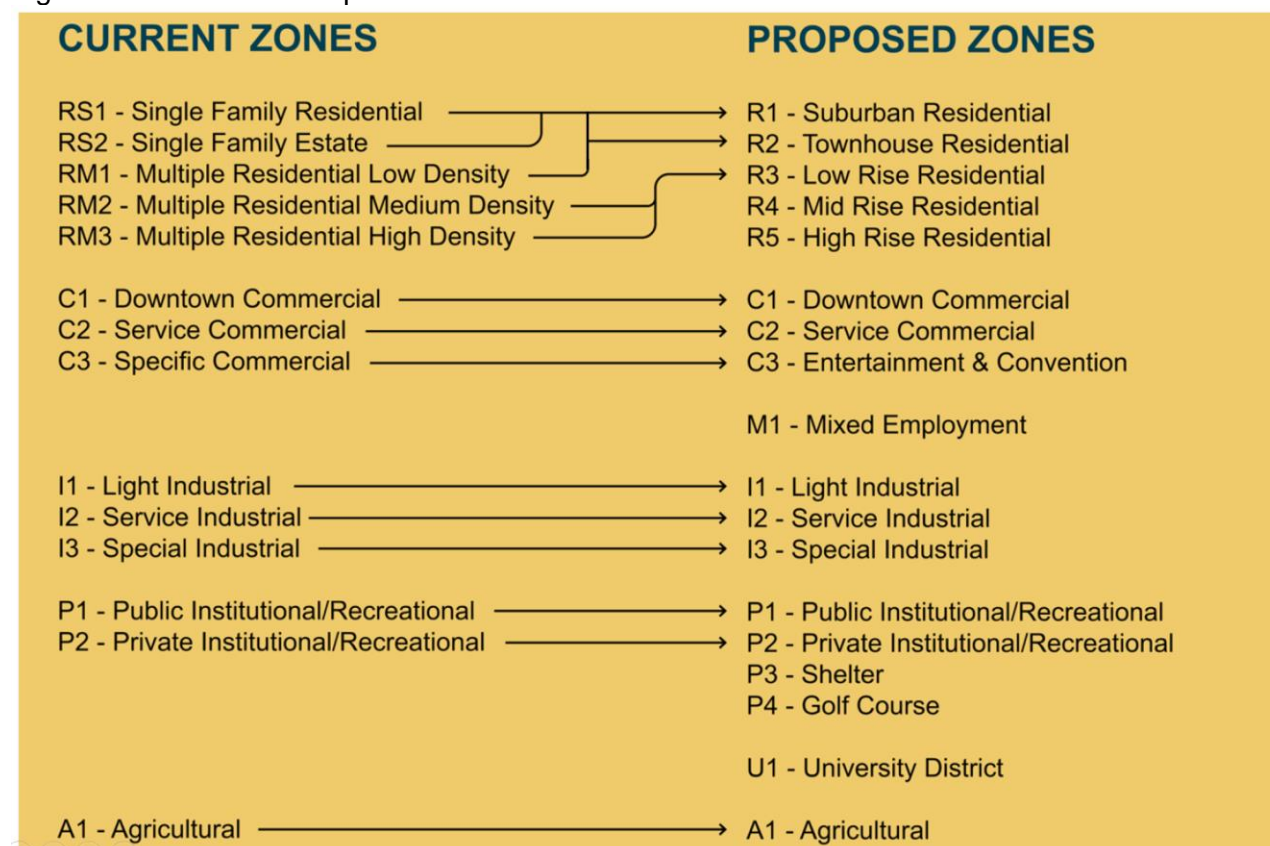 CURRENT ZONES
RS1 - Single Family Residential
RS2 - Single Family Estate
RM1 - Multiple Residential Low Density
RM2 - Multiple Residential Medium Density
RM3 - Multiple Residential High Density
C1 - Downtown Commercial
C2 - Service Commercial
C3 - Specific Commercial
I1 - Light Industrial
I2 - Service Industrial
I3 - Special Industrial
P1 - Public Institutional/Recreational
P2 - Private Institutional/Recreational
A1 - Agricultural
PROPOSED ZONES
R1 - Suburban Residential
R2 - Townhouse Residential
R3 - Low Rise Residential
R4 - Mid Rise Residential
R5 - High Rise Residential
C1 - Downtown Commercial
C2 - Service Commercial
C3 - Entertainment & Convention
M1 - Mixed Employment
I1 - Light Industrial
I2 - Service Industrial
I3 - Special Industrial
P1 - Public Institutional/Recreational
P2 - Private Institutional/Recreational
P3 - Shelter
P4 - Golf Course
U1 - University District
A1 - Agricultural